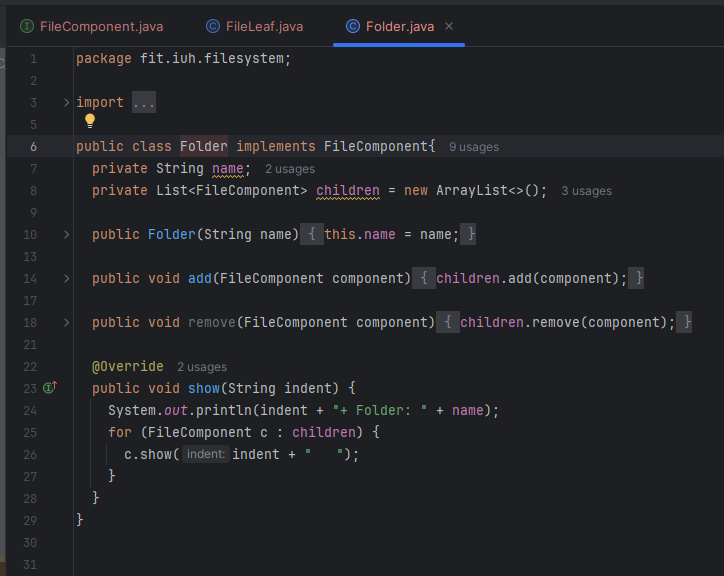 FileComponent.java FileLeaf.java Folder.java ×
1 package fit.iuh.filesystem;
2
3 import ...
5
6 public class Folder implements FileComponent{ 9 usages
7 private String name; 2 usages
8 private List<FileComponent> children = new ArrayList<>(); 3 usages
9
10 public Folder(String name) { this.name = name; }
13
14 public void add(FileComponent component) { children.add(component); }
17
18 public void remove(FileComponent component) { children.remove(component); }
21
22 @Override 2 usages
23 public void show(String indent) {
24 System.out.println(indent + "+ Folder: " + name);
25 for (FileComponent c : children) {
26 c.show( indent: indent + "   ");
27 }
28 }
29 }
30
31